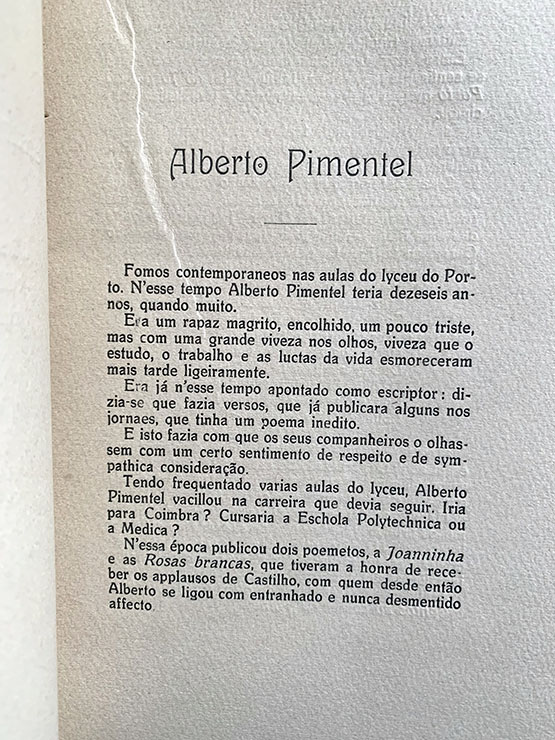 Alberto Pimentel
Fomos contemporaneos nas aulas do lyceu do Por-
to. N'esse tempo Alberto Pimentel teria dezeseis an-
nos, quando muito.
Era um rapaz magrito, encolhido, um pouco triste,
mas com uma grande viveza nos olhos, viveza que o
estudo, o trabalho e as luctas da vida esmoreceram
mais tarde ligeiramente.
Era já n'esse tempo apontado como escriptor: di-
zia-se que fazia versos, que já publicara alguns nos
jornaes, que tinha um poema inedito.
E isto fazia com que os seus companheiros o olhas-
sem com um certo sentimento de respeito e de sym-
pathica consideração.
Tendo frequentado varias aulas do lyceu, Alberto
Pimentel vacillou na carreira que devia seguir. Iria
para Coimbra? Cursaria a Eschola Polytechnica ou
a Medica?
N'essa época publicou dois poemetos, a Joanninha
e as Rosas brancas, que tiveram a honra de rece-
ber os applausos de Castilho, com quem desde então
Alberto se ligou com entranhado e nunca desmentido
affecto